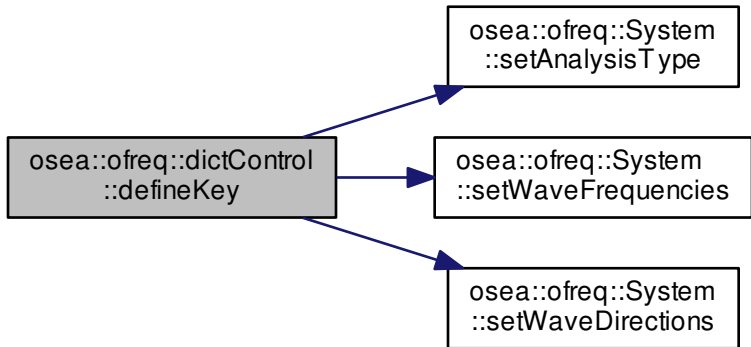 osea::ofreq::System
::setAnalysisType
osea::ofreq::dictControl
::defineKey
osea::ofreq::System
::setWaveFrequencies
osea::ofreq::System
::setWaveDirections